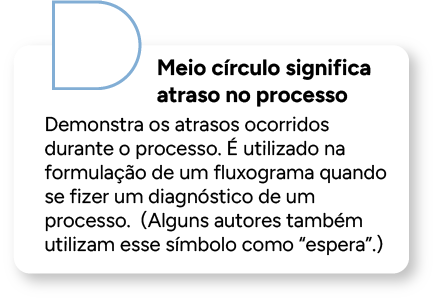 Meio círculo significa
atraso no processo
Demonstra os atrasos ocorridos
durante o processo. É utilizado na
formulação de um fluxograma quando
se fizer um diagnóstico de um
processo.  (Alguns autores também
utilizam esse símbolo como “espera”.)